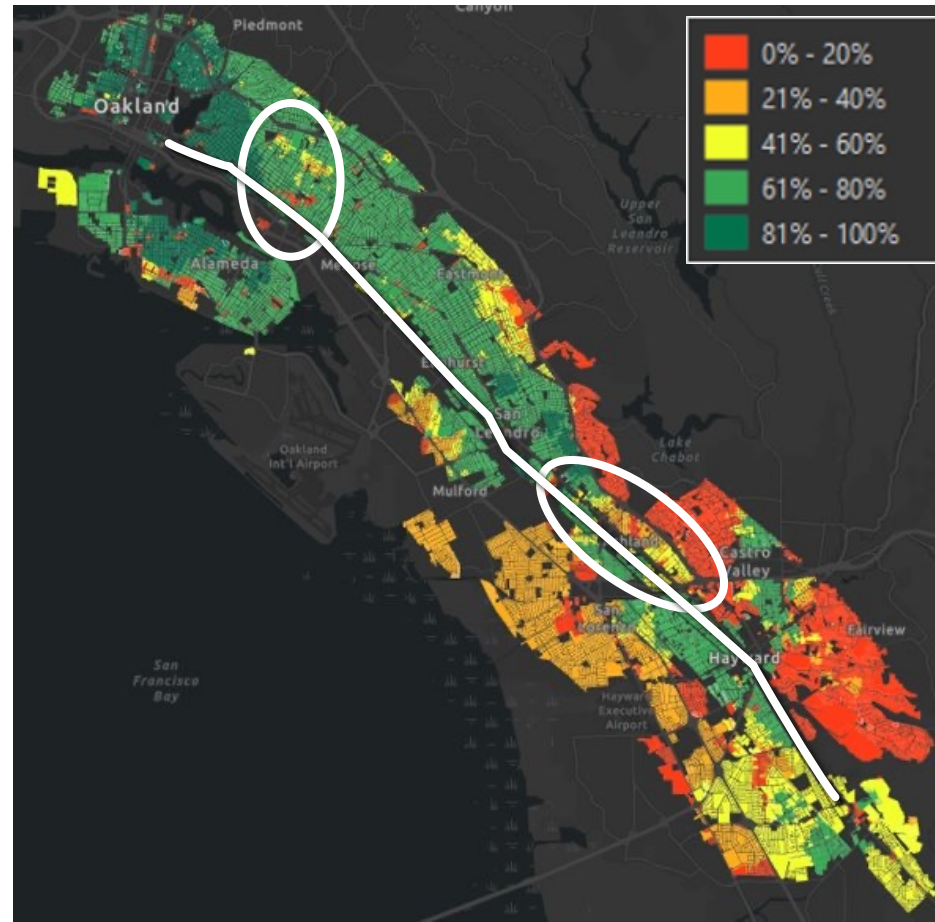 Canyon
Piedmont
0% - 20%
21% - 40%
41% - 60%
61% - 80%
81% - 100%
Oakland
Upper
San
Leandro
Reservoir
Alameda
Melrose
Eastmont
Elmhurst
San
Leandro
Lake
Chabot
Oakland
Int'l Airport
Mulford
Ashland
Castro
Valley
San
Lorenzo
Fairview
Hayward
San
Francisco
Bay
Hayward
Executive
Airport